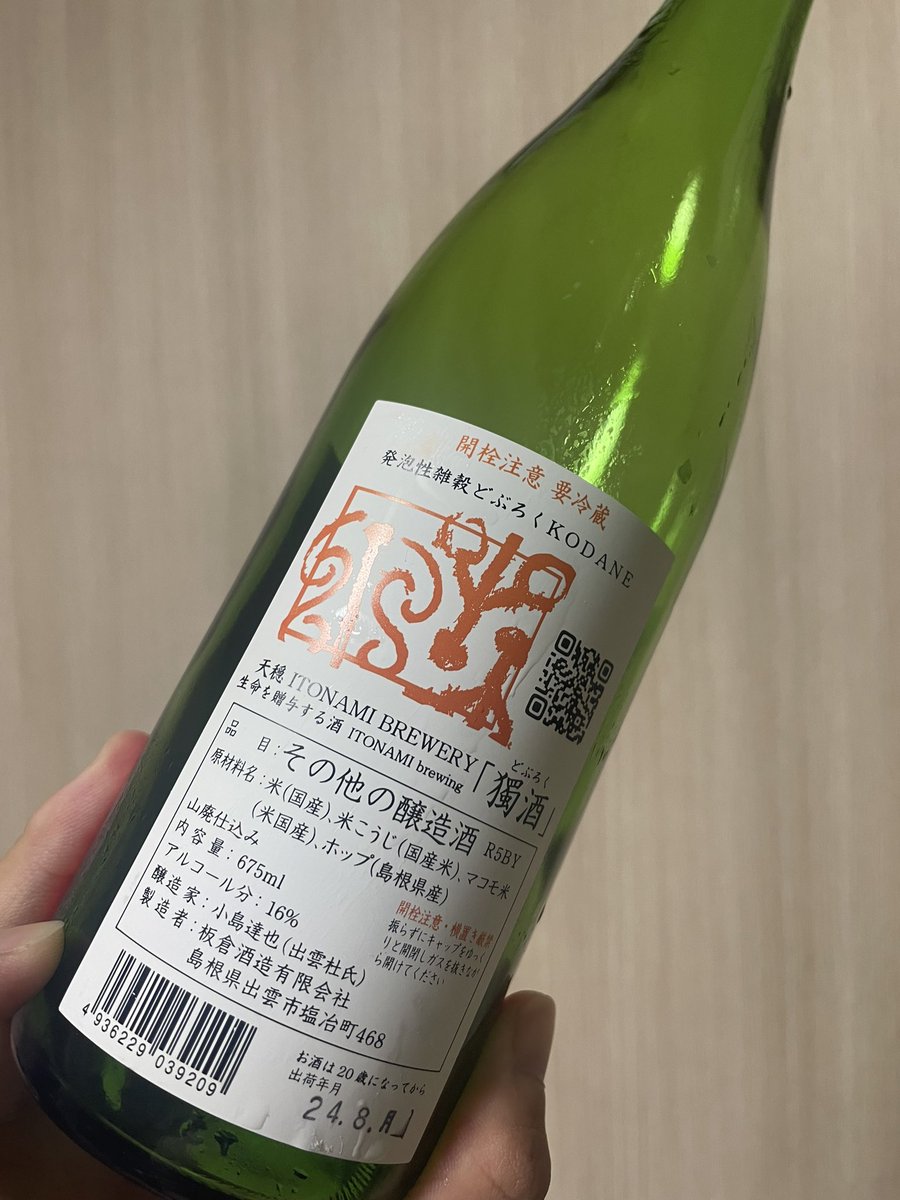 開栓注意 要冷蔵
発泡性雑穀どぶろくKODANE
天穏 ITONAMI BREWERY
生命を贈与する酒 ITONAMI brewing
どぶろく
「獨酒」
品目：その他の醸造酒 R5BY
原材料名：米(国産)、米こうじ(国産米)、マコモ米
(米国産)、ホップ(島根県産)
山廃仕込み
内容量：675ml
アルコール分：16%
醸造家：小島達也(出雲杜氏)
製造者：板倉酒造有限会社
島根県出雲市塩冶町468
開栓注意・横置き厳禁
振らずにキャップをゆっく
りと開閉しガスを抜きなが
ら開けてください
4 936229 039209
お酒は20歳になってから
出荷年月
24.8.月